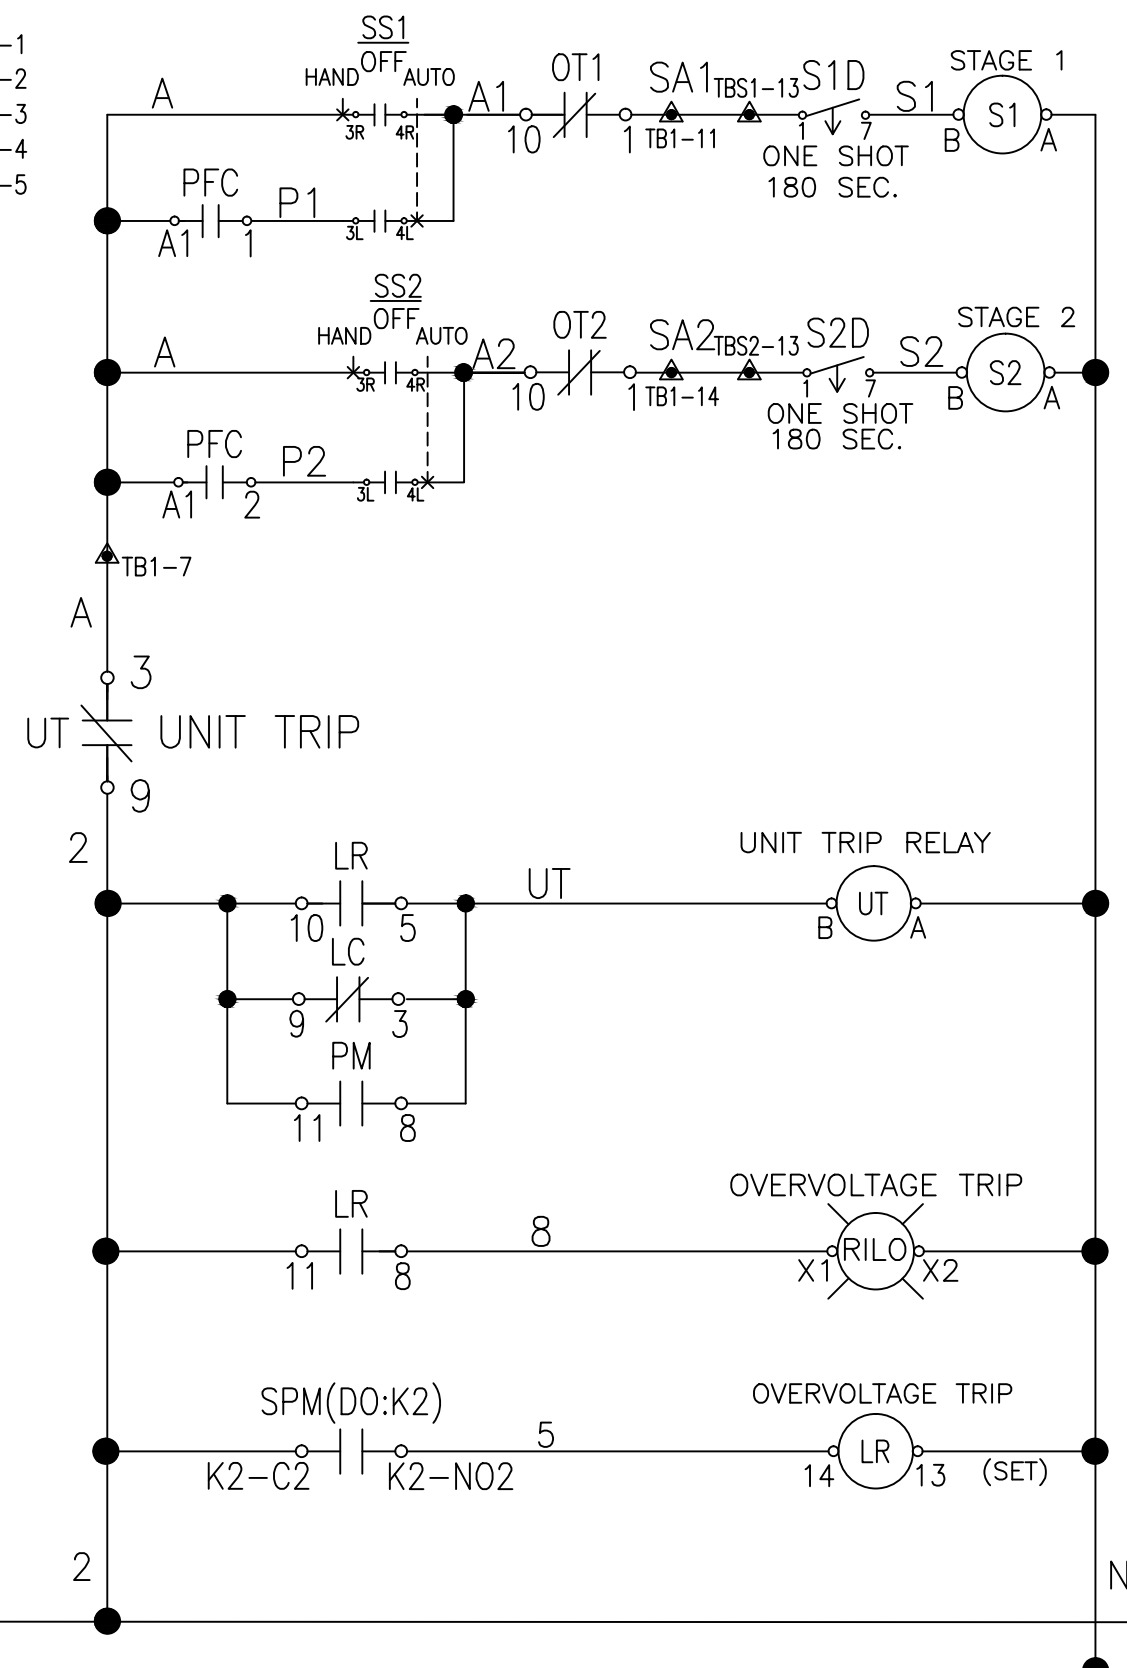 -1
-2
-3
-4
-5
SS1
OFF
HAND AUTO
A
3R 4R
A1
OT1
10 1
SA1
TB1-11
TBS1-13
S1D
1 7
ONE SHOT
180 SEC.
S1
STAGE 1
B S1 A
PFC
A1 1
P1
3L 4L
SS2
OFF
HAND AUTO
A
3R 4R
A2
OT2
10 1
SA2
TB1-14
TBS2-13
S2D
1 7
ONE SHOT
180 SEC.
S2
STAGE 2
B S2 A
PFC
A1 2
P2
3L 4L
TB1-7
A
3
UT UNIT TRIP
9
2
LR
10 5
UT
UNIT TRIP RELAY
B UT A
LC
9 3
PM
11 8
LR
11 8
8
OVERVOLTAGE TRIP
X1 RILO X2
SPM(DO:K2)
K2-C2 K2-NO2
5
OVERVOLTAGE TRIP
14 LR 13 (SET)
2
N